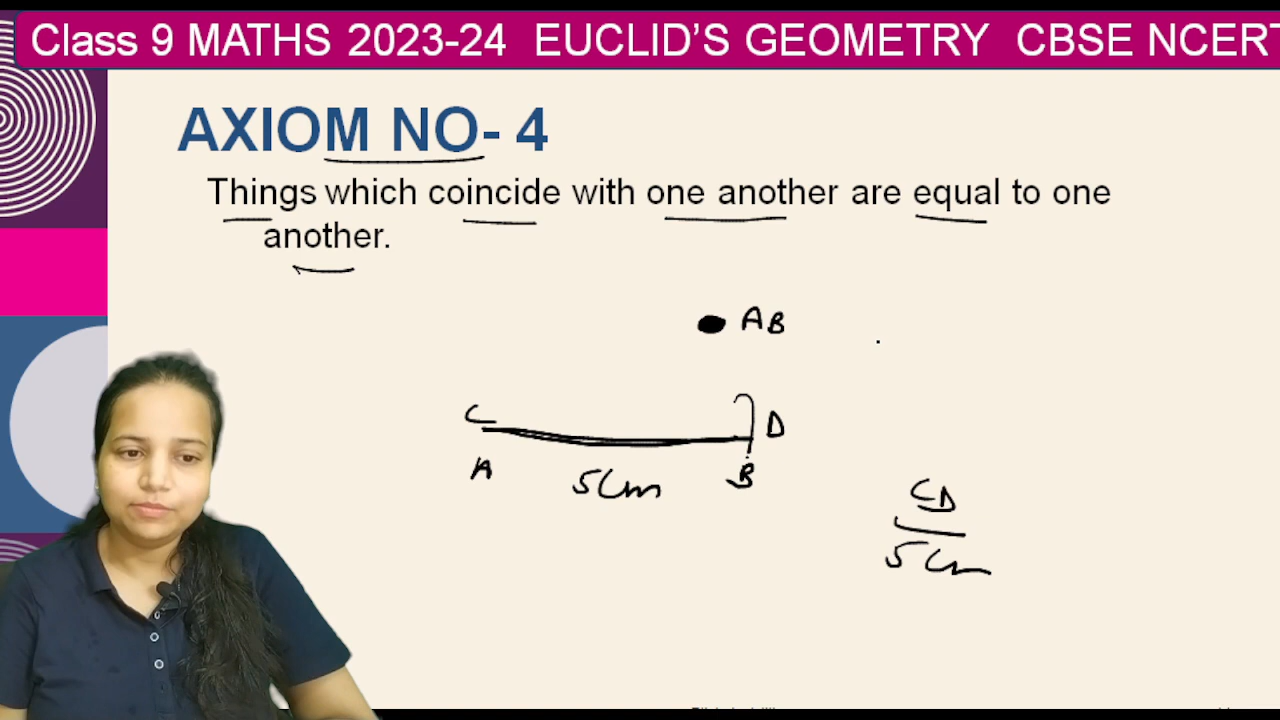 Class 9 MATHS 2023-24 EUCLID'S GEOMETRY CBSE NCERT
AXIOM NO- 4
Things which coincide with one another are equal to one
another.
AB
C D
A 5cm B
CD
5cm